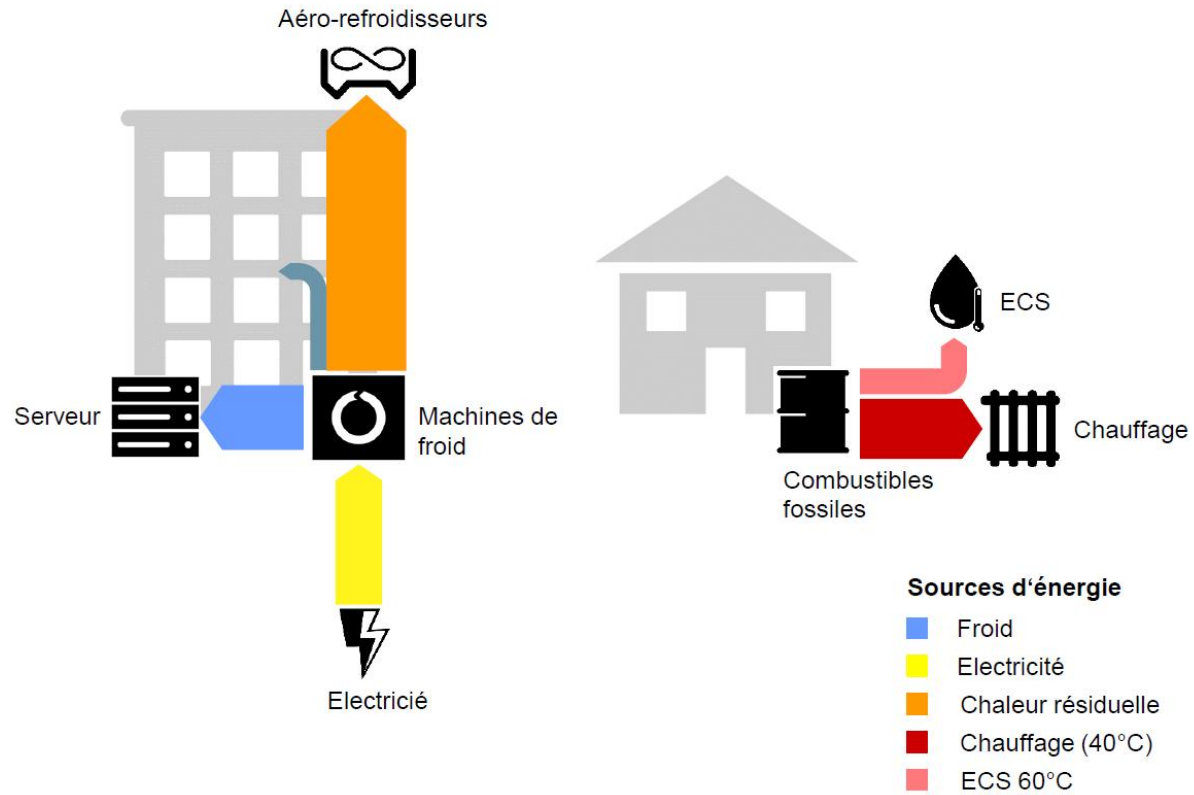 Aéro-refroidisseurs
Serveur
Machines de
froid
Electricié
ECS
Chauffage
Combustibles
fossiles
Sources d‘énergie
Froid
Electricité
Chaleur résiduelle
Chauffage (40°C)
ECS 60°C